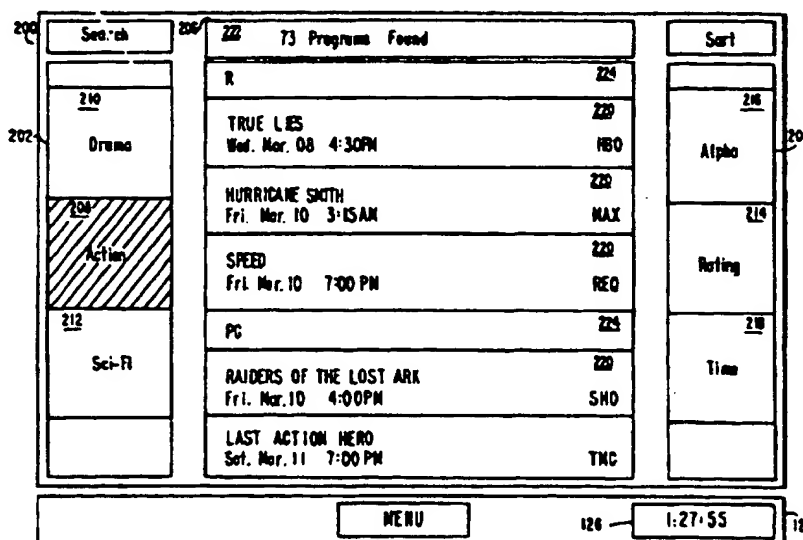 200
Search
206
222
73 Programs Found
Sort
R
224
210
Drama
202
TRUE LIES
220
Wed. Mar. 08 4:30PM
HBO
216
Alpha
20
208
Action
HURRICANE SMITH
220
Fri. Mar. 10 3:15AM
MAX
214
Rating
SPEED
220
Fri. Mar. 10 7:00 PM
REQ
212
Sci-Fi
PG
224
218
Time
RAIDERS OF THE LOST ARK
220
Fri. Mar. 10 4:00PM
SHO
LAST ACTION HERO
Sat. Mar. 11 7:00 PM
TMC
MENU
126
1:27:55
12